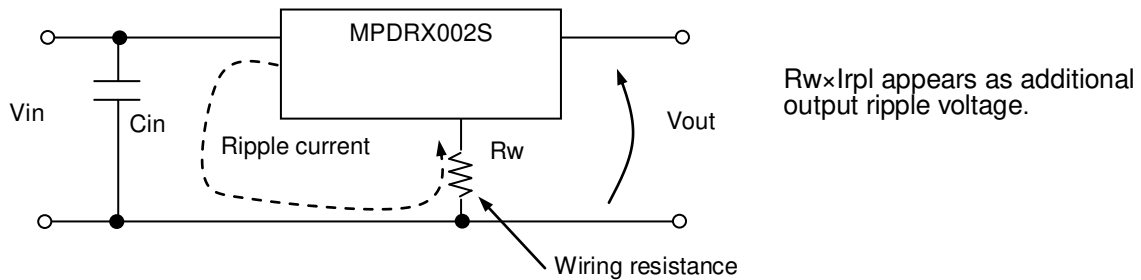 MPDRX002S
Rw×Irpl appears as additional
output ripple voltage.
Vin
Cin
Vout
Ripple current
Rw
Wiring resistance